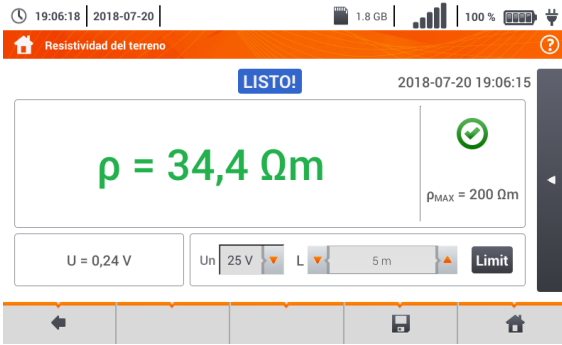 19:06:18 2018-07-20 1.8 GB 100 %
Resistividad del terreno ?
LISTO! 2018-07-20 19:06:15
ρ = 34,4 Ωm
ρMAX = 200 Ωm
U = 0,24 V Un 25 V L 5 m Limit